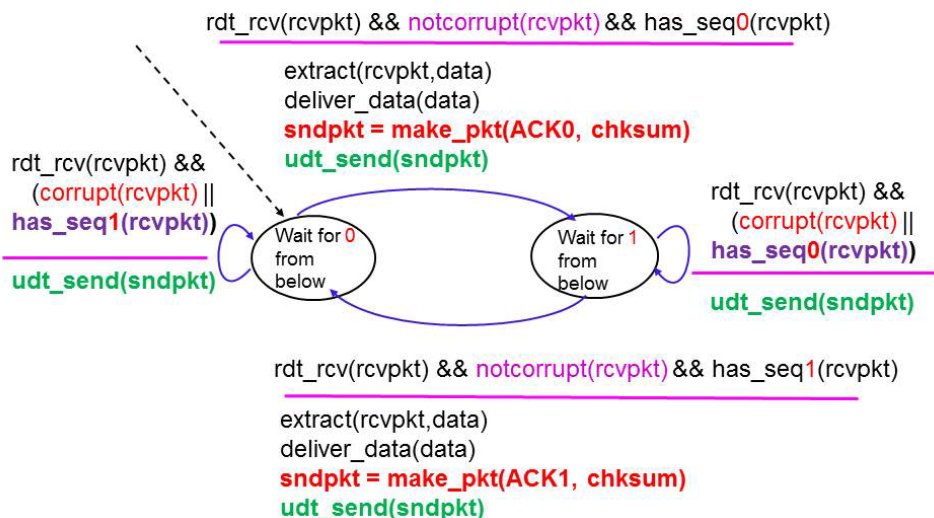 rdt_rcv(rcvpkt) && notcorrupt(rcvpkt) && has_seq0(rcvpkt)
extract(rcvpkt,data)
deliver_data(data)
sndpkt = make_pkt(ACK0, chksum)
udt_send(sndpkt)
rdt_rcv(rcvpkt) &&
(corrupt(rcvpkt) ||
has_seq1(rcvpkt))
udt_send(sndpkt)
Wait for 0
from
below
Wait for 1
from
below
rdt_rcv(rcvpkt) &&
(corrupt(rcvpkt) ||
has_seq0(rcvpkt))
udt_send(sndpkt)
rdt_rcv(rcvpkt) && notcorrupt(rcvpkt) && has_seq1(rcvpkt)
extract(rcvpkt,data)
deliver_data(data)
sndpkt = make_pkt(ACK1, chksum)
udt_send(sndpkt)